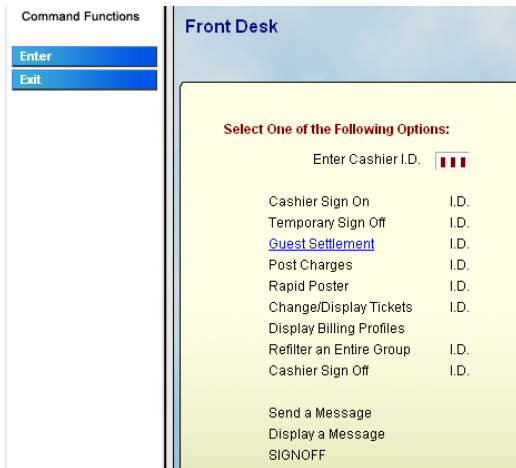 Command Functions
Enter
Exit
Front Desk
Select One of the Following Options:
Enter Cashier I.D.
Cashier Sign On I.D.
Temporary Sign Off I.D.
Guest Settlement I.D.
Post Charges I.D.
Rapid Poster I.D.
Change/Display Tickets I.D.
Display Billing Profiles
Refilter an Entire Group I.D.
Cashier Sign Off I.D.
Send a Message
Display a Message
SIGNOFF